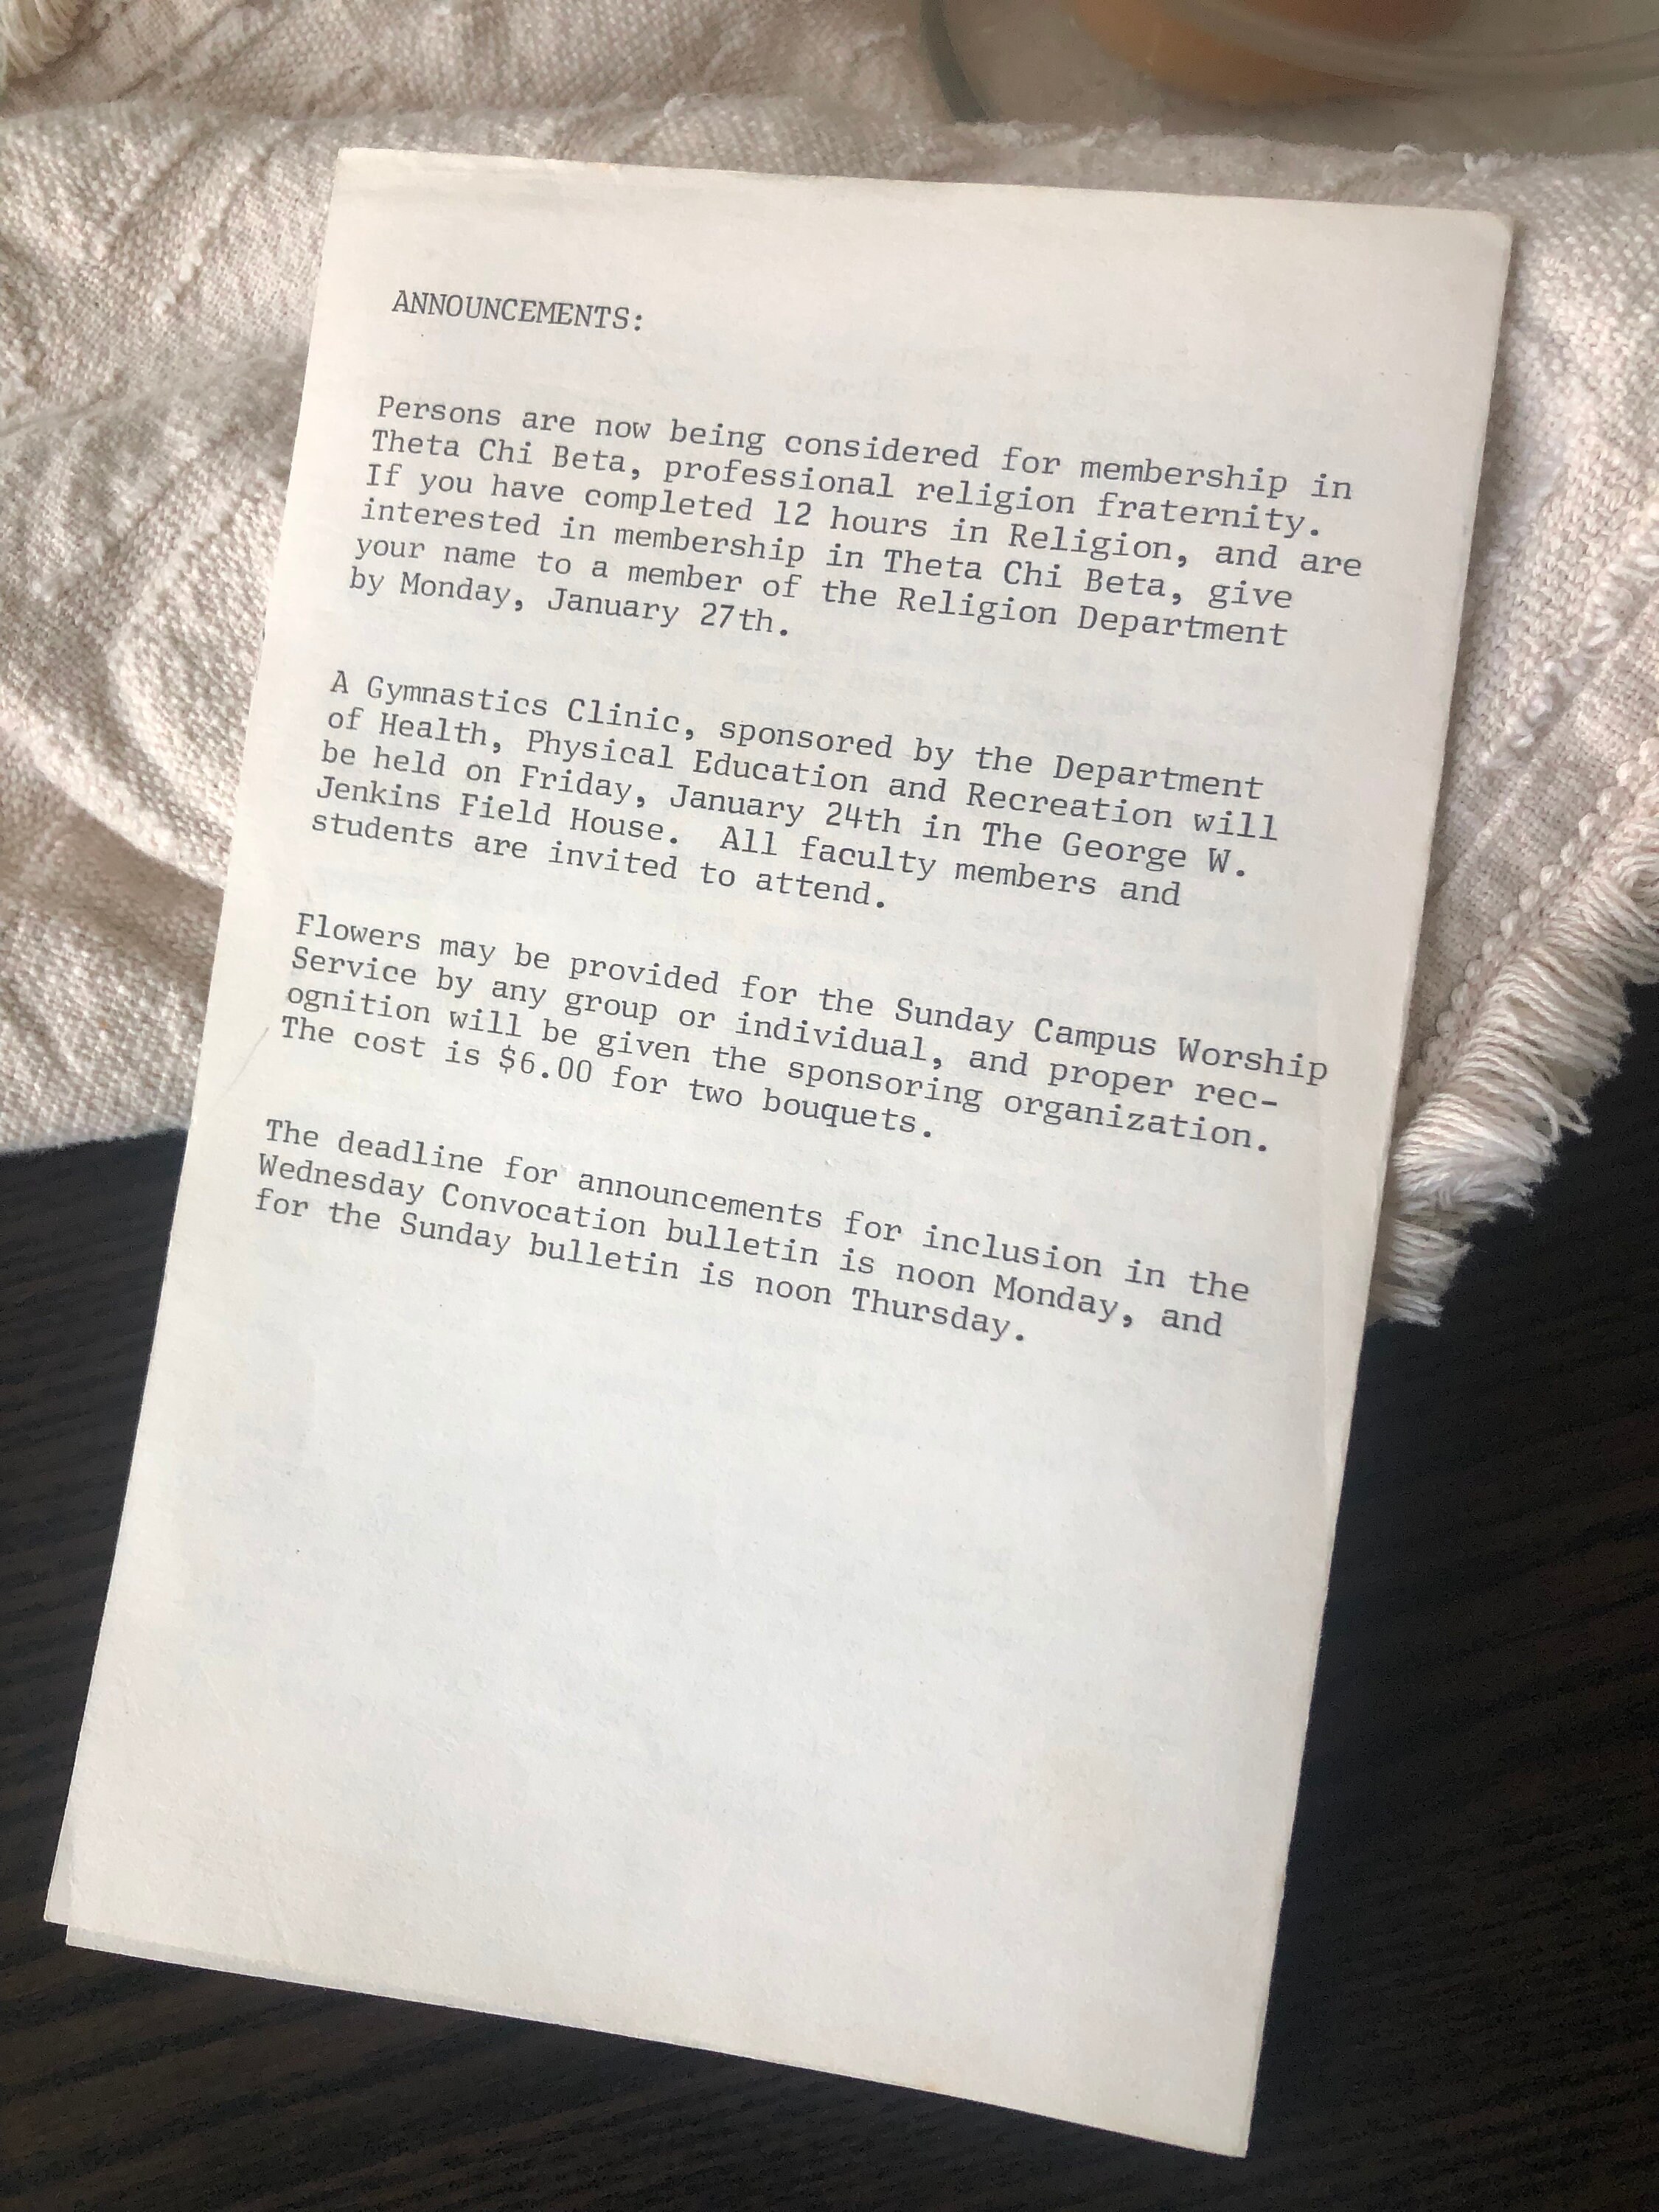 ANNOUNCEMENTS:
Persons are now being considered for membership in
Theta Chi Beta, professional religion fraternity.
If you have completed 12 hours in Religion, and are
interested in membership in Theta Chi Beta, give
your name to a member of the Religion Department
by Monday, January 27th.
A Gymnastics Clinic, sponsored by the Department
of Health, Physical Education and Recreation will
be held on Friday, January 24th in The George W.
Jenkins Field House. All faculty members and
students are invited to attend.
Flowers may be provided for the Sunday Campus Worship
Service by any group or individual, and proper rec-
ognition will be given the sponsoring organization.
The cost is $6.00 for two bouquets.
The deadline for announcements for inclusion in the
Wednesday Convocation bulletin is noon Monday, and
for the Sunday bulletin is noon Thursday.